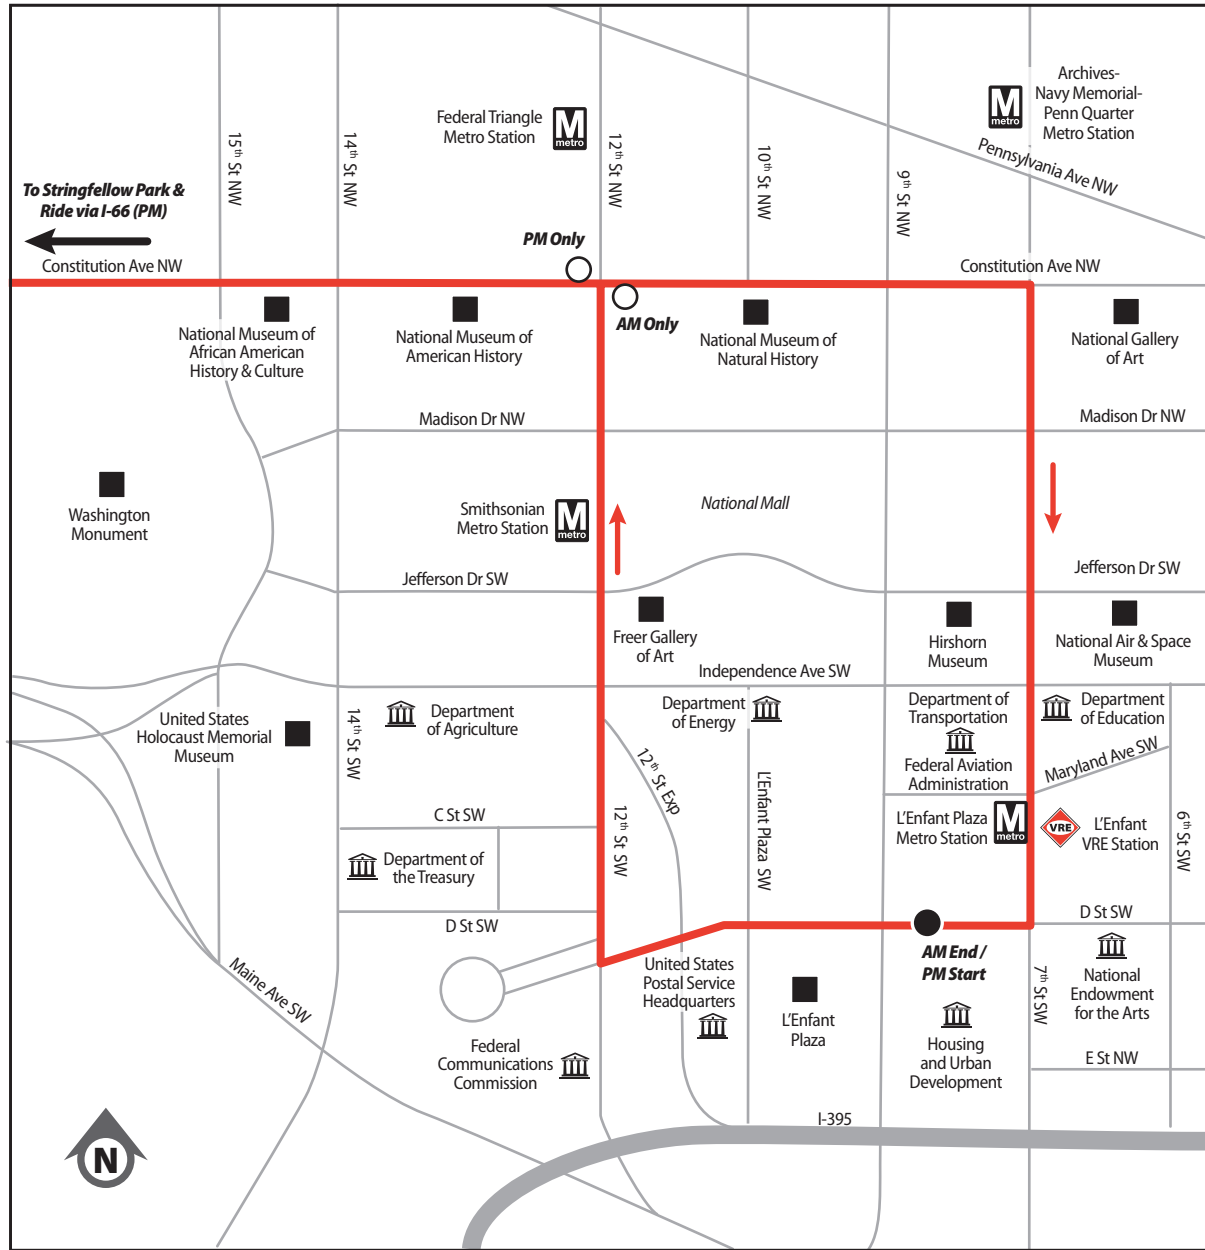 Archives-
Navy Memorial-
Penn Quarter
Metro Station
M
metro
Federal Triangle
Metro Station
M
metro
15th St NW
14th St NW
12th St NW
10th St NW
9th St NW
Pennsylvania Ave NW
To Stringfellow Park &
Ride via I-66 (PM)
Constitution Ave NW
PM Only
Constitution Ave NW
AM Only
National Museum of
African American
History & Culture
National Museum of
American History
National Museum of
Natural History
National Gallery
of Art
Madison Dr NW
Madison Dr NW
Washington
Monument
Smithsonian
Metro Station
M
metro
National Mall
Jefferson Dr SW
Jefferson Dr SW
Freer Gallery
of Art
Hirshorn
Museum
National Air & Space
Museum
Independence Ave SW
United States
Holocaust Memorial
Museum
14th St SW
Department
of Agriculture
Department
of Energy
Department of
Transportation
Federal Aviation
Administration
Department
of Education
Maryland Ave SW
12th St Exp
L'Enfant Plaza SW
C St SW
12th St SW
L'Enfant Plaza
Metro Station
M
metro
VRE
L'Enfant
VRE Station
6th St SW
Department of
the Treasury
D St SW
D St SW
AM End /
PM Start
United States
Postal Service
Headquarters
L'Enfant
Plaza
7th St SW
National
Endowment
for the Arts
Maine Ave SW
Federal
Communications
Commission
Housing
and Urban
Development
E St NW
I-395
N